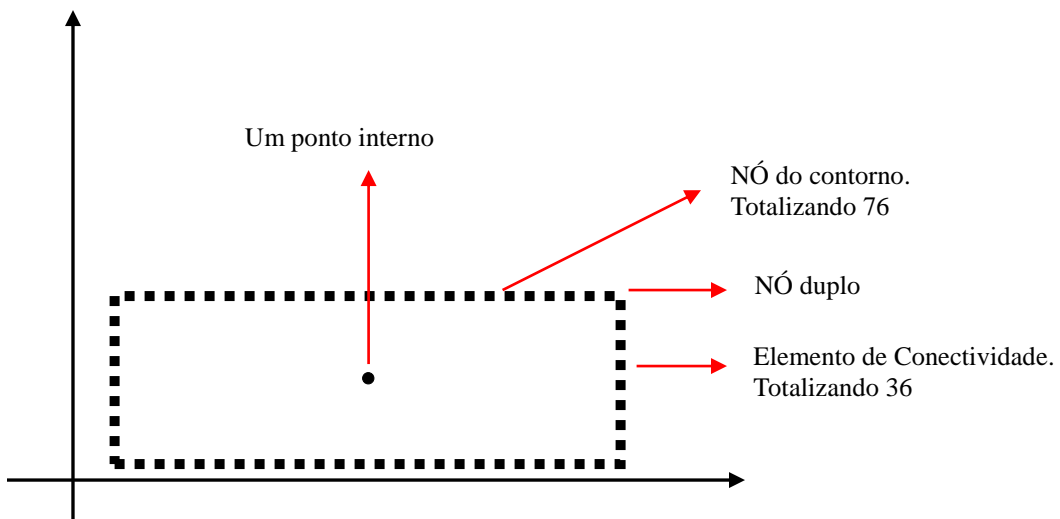 Um ponto interno
NÓ do contorno.
Totalizando 76
NÓ duplo
Elemento de Conectividade.
Totalizando 36